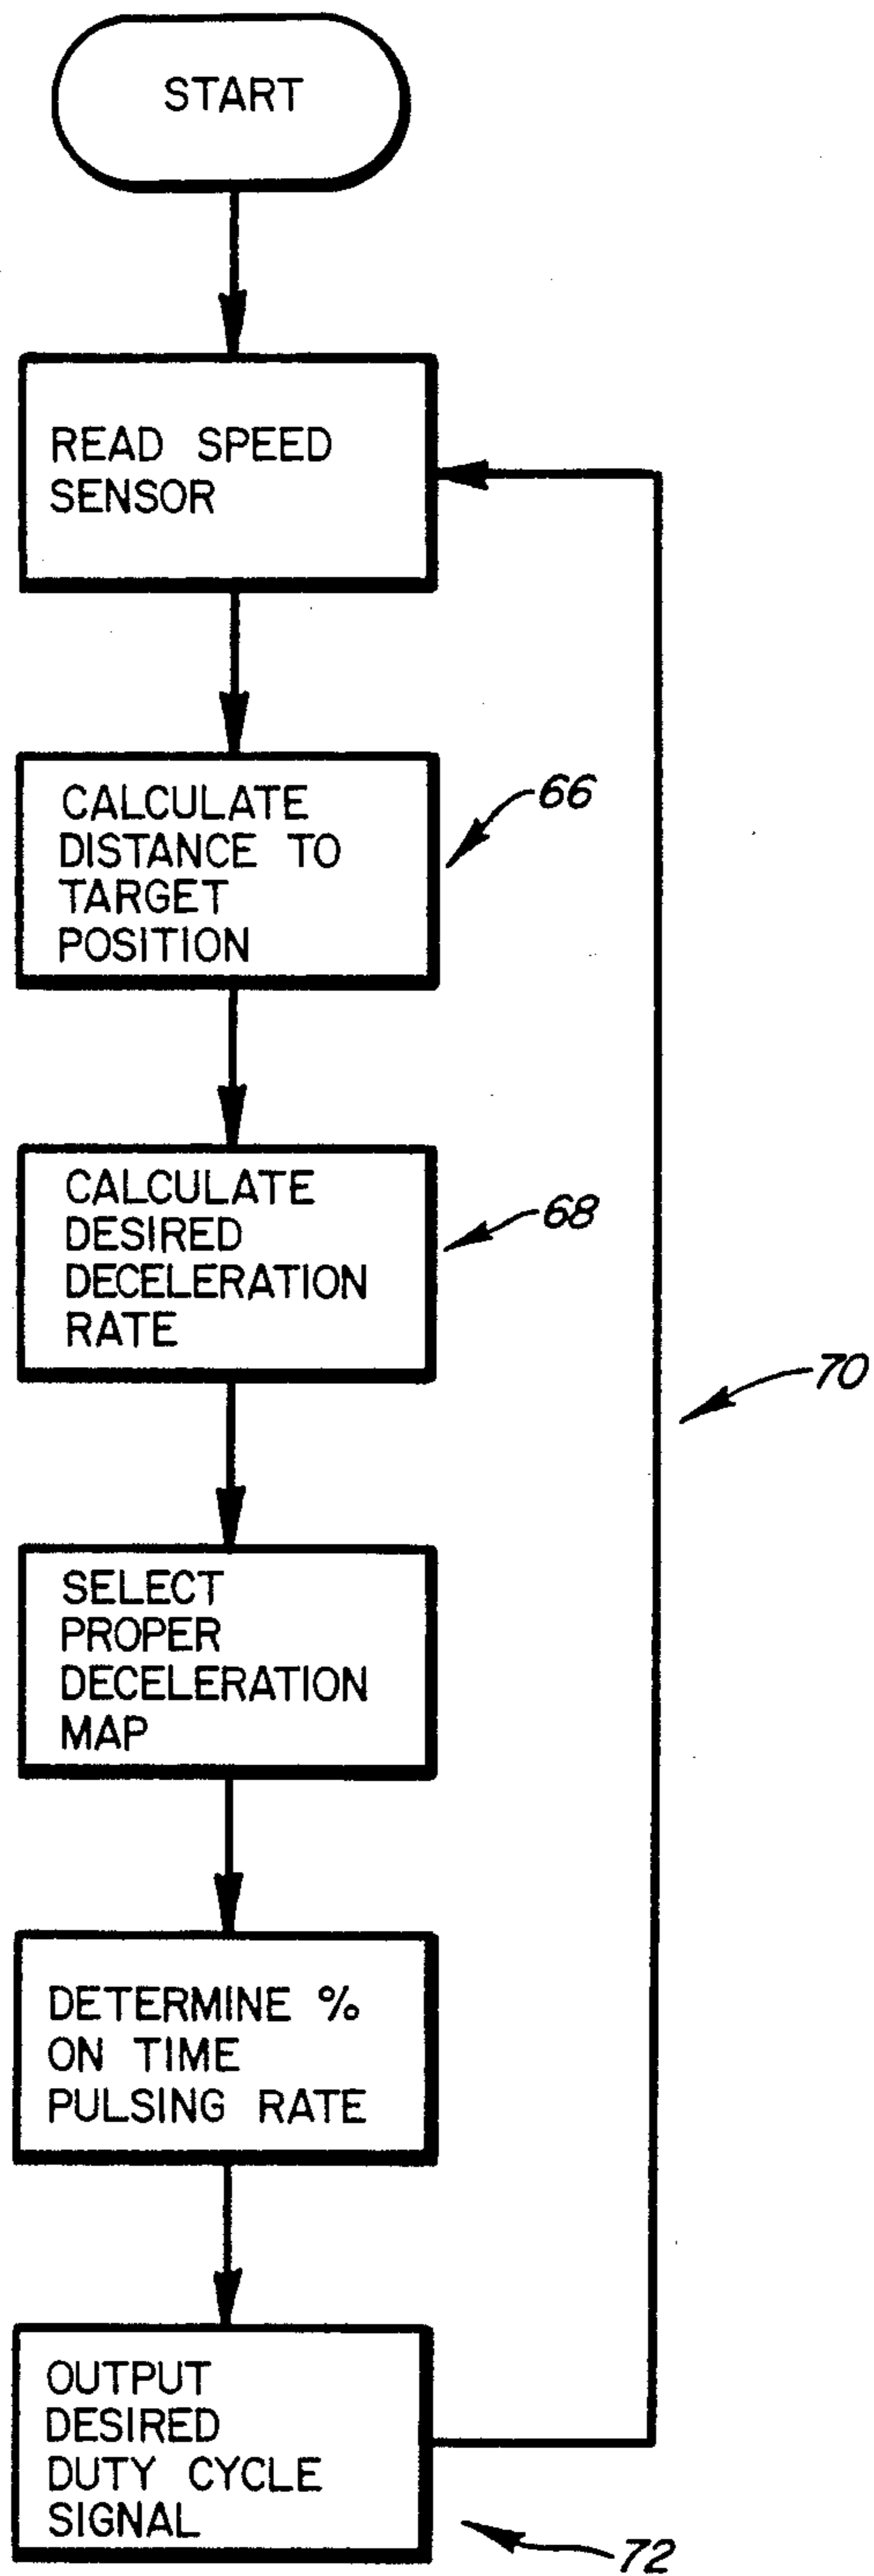 START
READ SPEED
SENSOR
CALCULATE
DISTANCE TO
TARGET
POSITION
66
CALCULATE
DESIRED
DECELERATION
RATE
68
70
SELECT
PROPER
DECELERATION
MAP
DETERMINE %
ON TIME
PULSING RATE
OUTPUT
DESIRED
DUTY CYCLE
SIGNAL
72